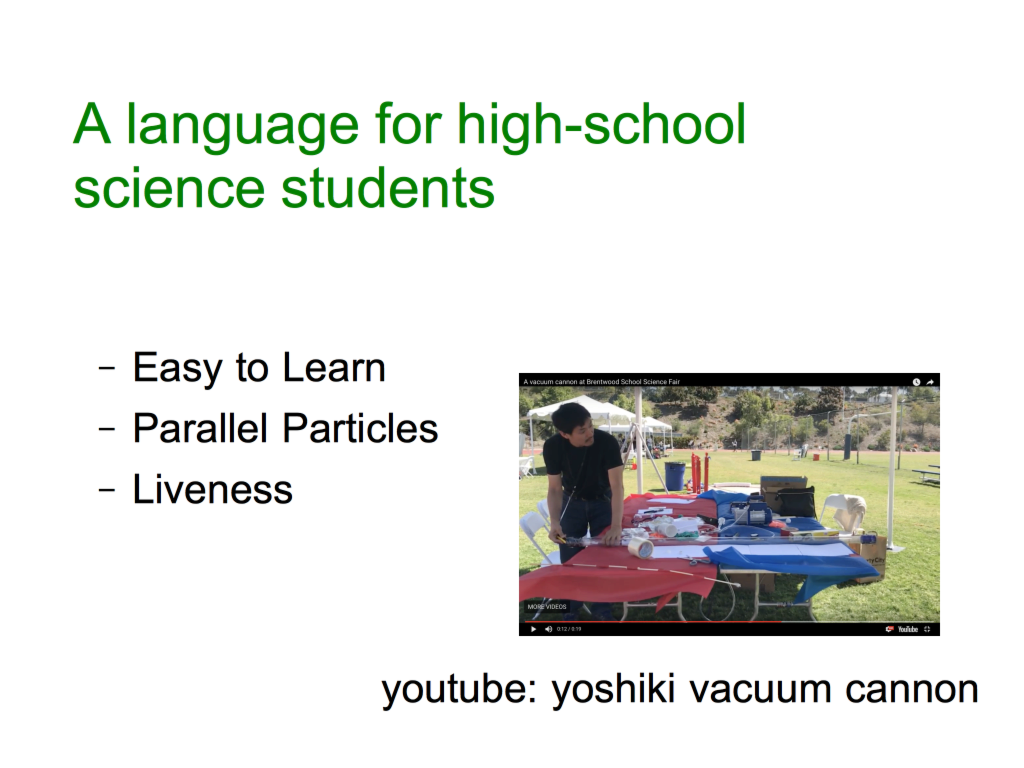 A language for high-school
science students
– Easy to Learn
– Parallel Particles
– Liveness
A vacuum cannon at Brentwood School Science Fair
MORE VIDEOS
0:12 / 0:19
YouTube
youtube: yoshiki vacuum cannon